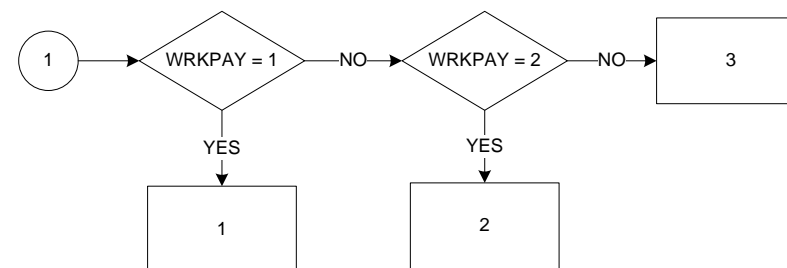 1
WRKPAY = 1
NO
WRKPAY = 2
NO
3
YES
YES
1
2